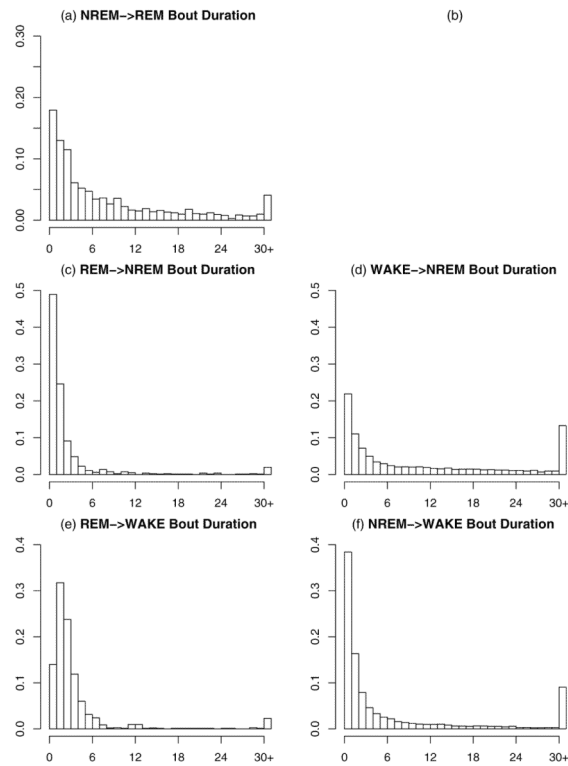 (a) NREM−>REM Bout Duration
(b)
0.30
0.20
0.10
0.00
0 6 12 18 24 30+
(c) REM−>NREM Bout Duration
(d) WAKE−>NREM Bout Duration
0.5
0.4
0.3
0.2
0.1
0.0
0 6 12 18 24 30+
0.5
0.4
0.3
0.2
0.1
0.0
0 6 12 18 24 30+
(e) REM−>WAKE Bout Duration
(f) NREM−>WAKE Bout Duration
0.4
0.3
0.2
0.1
0.0
0 6 12 18 24 30+
0.4
0.3
0.2
0.1
0.0
0 6 12 18 24 30+